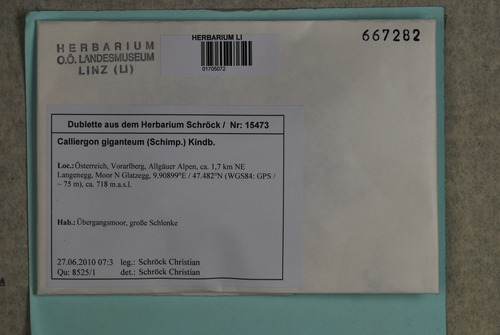 HERBARIUM
O.Ö. LANDESMUSEUM
LINZ (LI)
HERBARIUM LI
01705072
667282
Dublette aus dem Herbarium Schröck / Nr: 15473
Calliergon giganteum (Schimp.) Kindb.
Loc.: Österreich, Vorarlberg, Allgäuer Alpen, ca. 1,7 km NE
Langenegg, Moor N Glatzegg, 9.90899°E / 47.482°N (WGS84: GPS /
~ 75 m), ca. 718 m.a.s.l.
Hab.: Übergangsmoor, große Schlenke
27.06.2010 07:3 leg.: Schröck Christian
Qu: 8525/1 det.: Schröck Christian